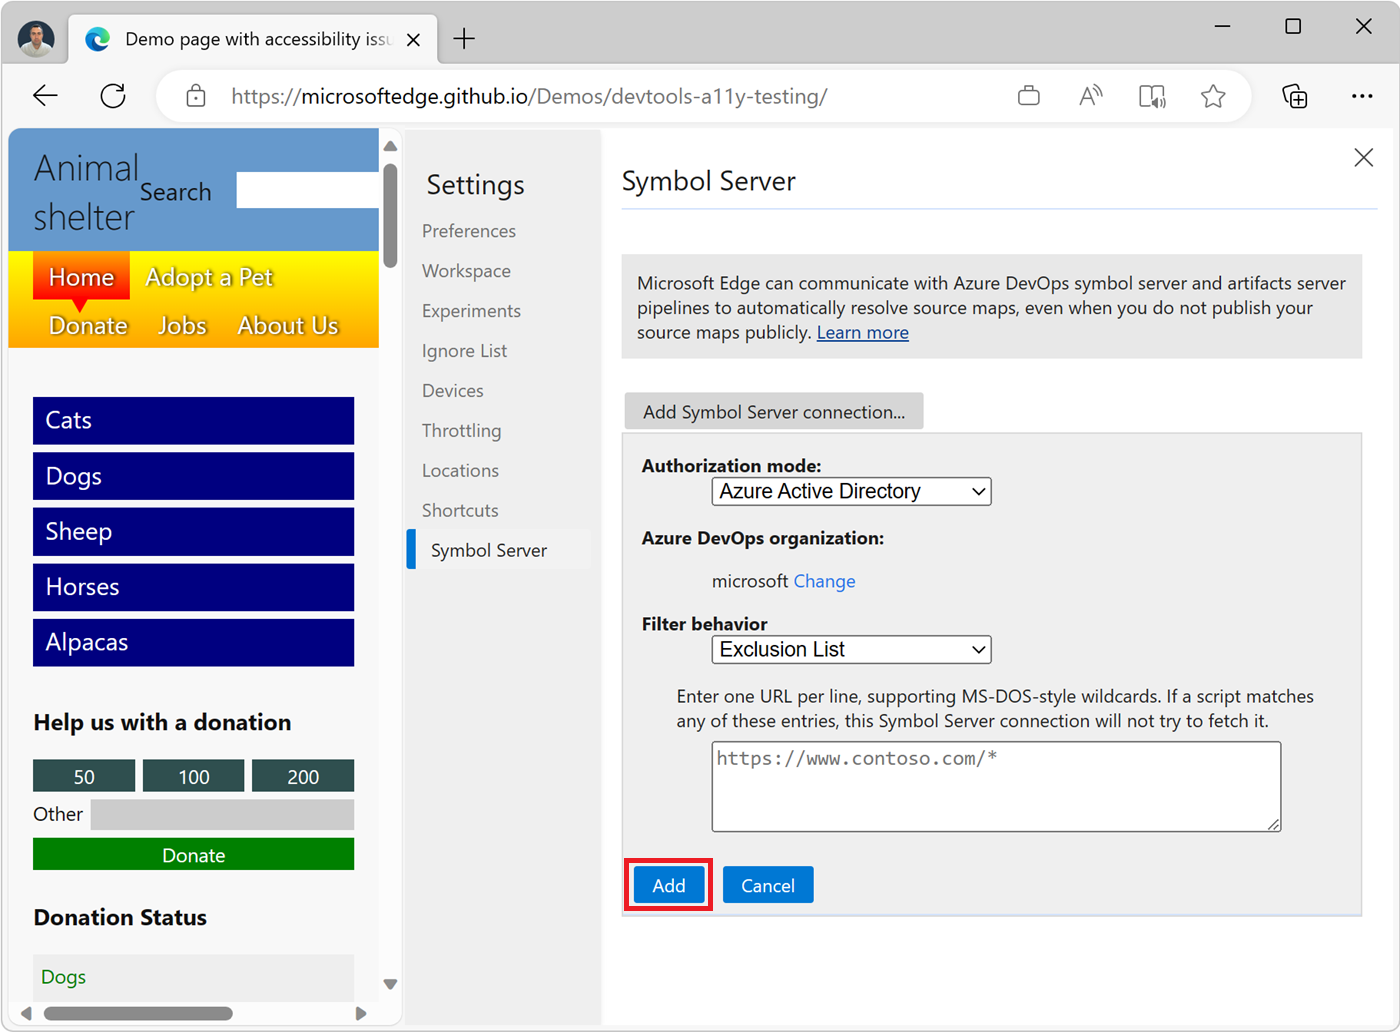 Demo page with accessibility issu
https://microsoftedge.github.io/Demos/devtools-a11y-testing/
Animal
shelter
Search
Home
Adopt a Pet
Donate
Jobs
About Us
Cats
Dogs
Sheep
Horses
Alpacas
Help us with a donation
50
100
200
Other
Donate
Donation Status
Dogs
Settings
Preferences
Workspace
Experiments
Ignore List
Devices
Throttling
Locations
Shortcuts
Symbol Server
Symbol Server
Microsoft Edge can communicate with Azure DevOps symbol server and artifacts server
pipelines to automatically resolve source maps, even when you do not publish your
source maps publicly. Learn more
Add Symbol Server connection...
Authorization mode:
Azure Active Directory
Azure DevOps organization:
microsoft Change
Filter behavior
Exclusion List
Enter one URL per line, supporting MS-DOS-style wildcards. If a script matches
any of these entries, this Symbol Server connection will not try to fetch it.
https://www.contoso.com/*
Add
Cancel